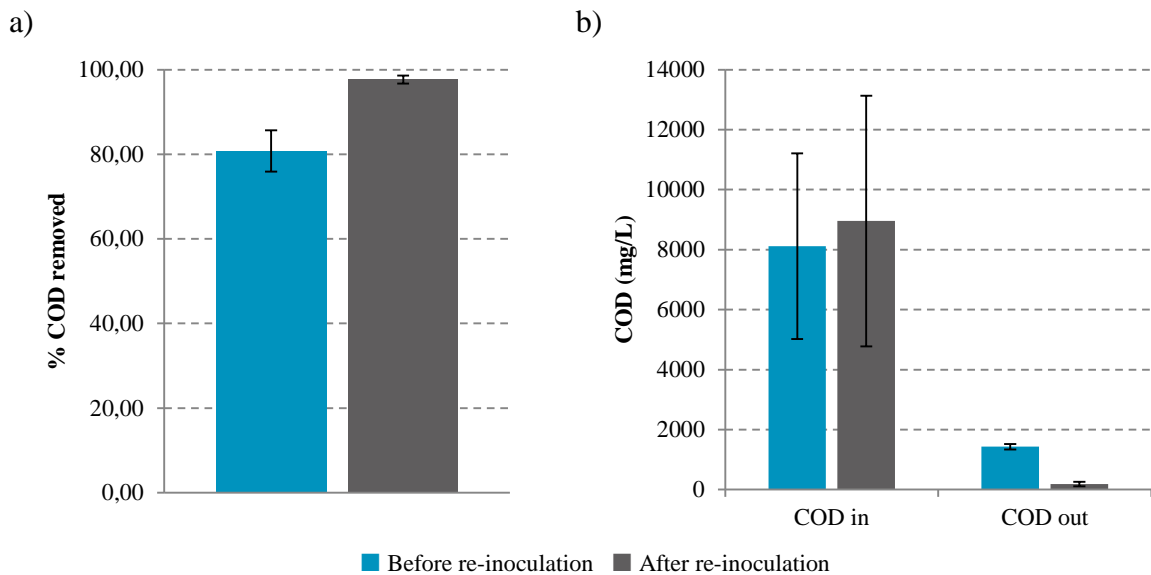 a)
% COD removed
100,00
80,00
60,00
40,00
20,00
0,00
b)
COD (mg/L)
14000
12000
10000
8000
6000
4000
2000
0
COD in
COD out
Before re-inoculation
After re-inoculation